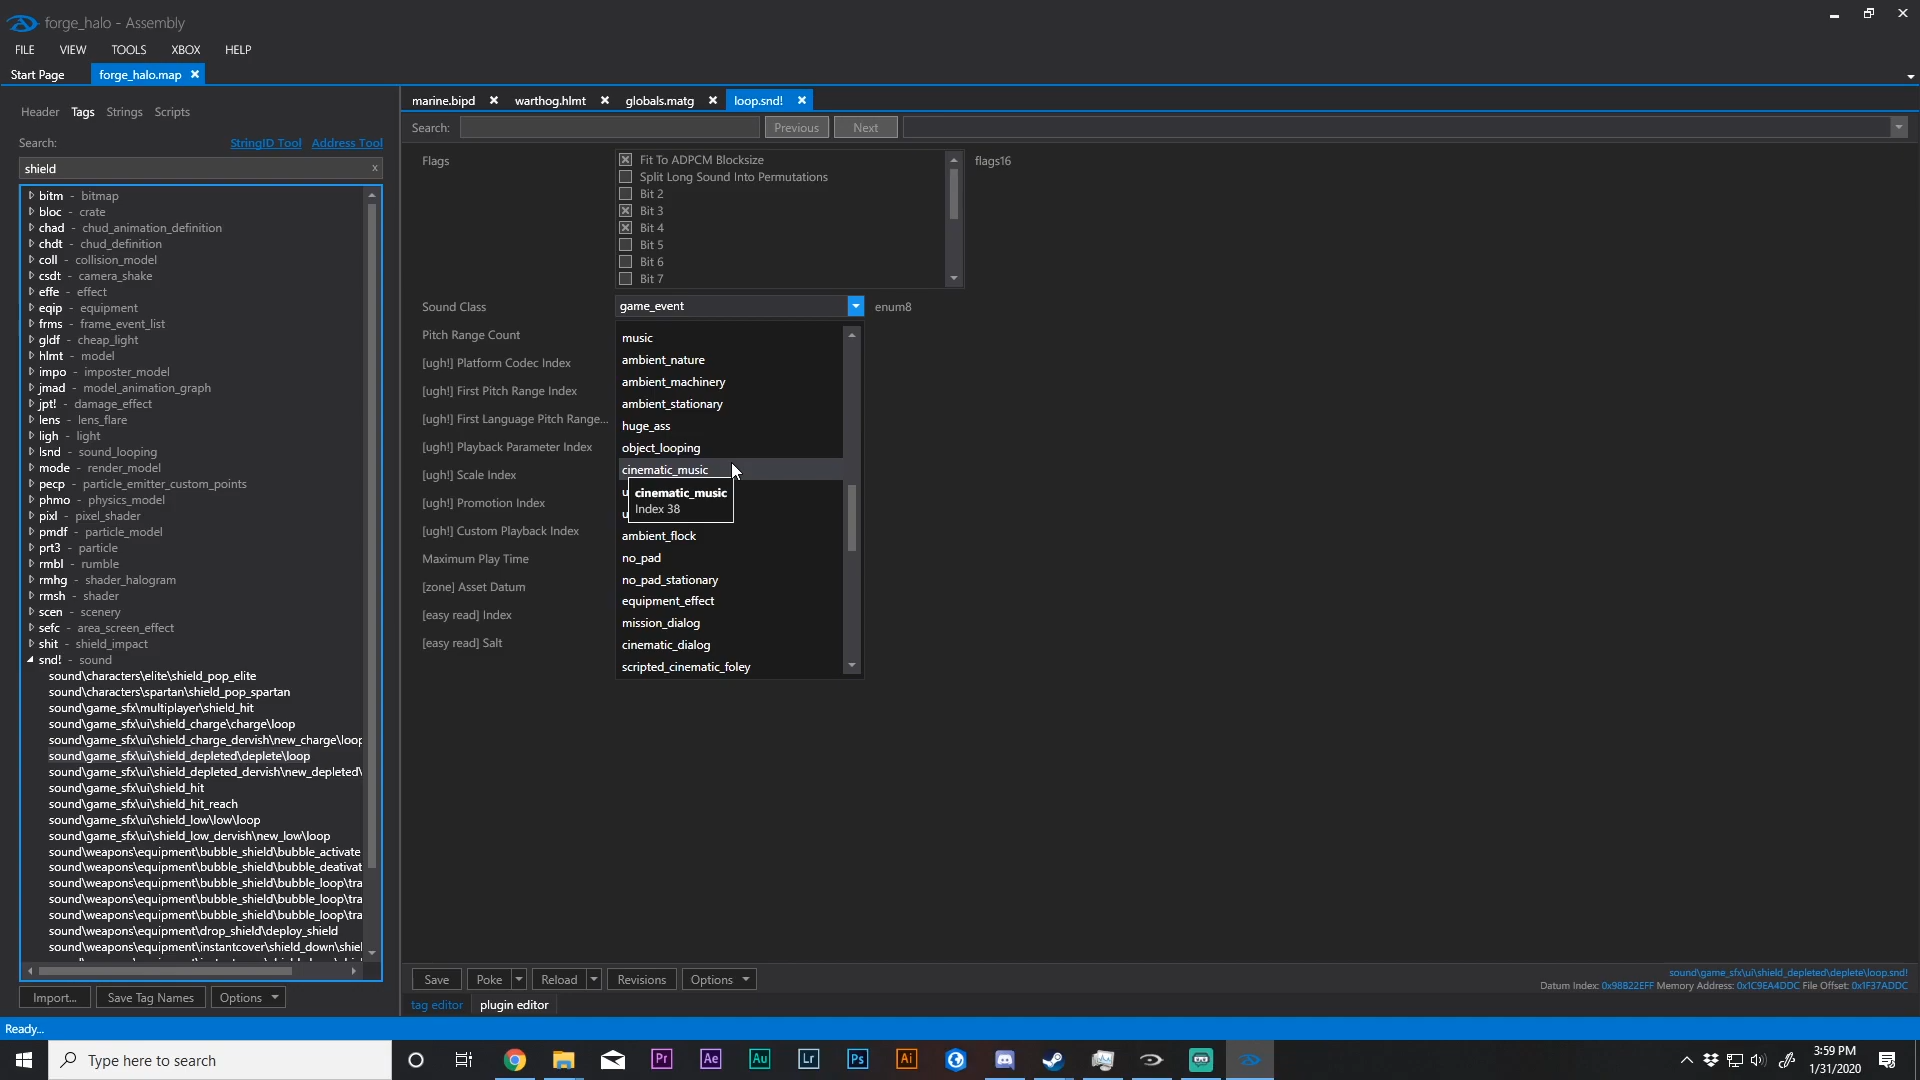 forge_halo - Assembly
FILE VIEW TOOLS XBOX HELP
Start Page forge_halo.map
Header Tags Strings Scripts
Search: StringID Tool Address Tool
shield x
bitm - bitmap
bloc - crate
chad - chud_animation_definition
chdt - chud_definition
coll - collision_model
csdt - camera_shake
effe - effect
eqip - equipment
frms - frame_event_list
gldf - cheap_light
hlmt - model
impo - imposter_model
jmad - model_animation_graph
jpt! - damage_effect
lens - lens_flare
ligh - light
lsnd - sound_looping
mode - render_model
pecp - particle_emitter_custom_points
phmo - physics_model
pixl - pixel_shader
pmdf - particle_model
prt3 - particle
rmbl - rumble
rmhg - shader_halogram
rmsh - shader
scen - scenery
sefc - area_screen_effect
shit - shield_impact
snd! - sound
sound\characters\elite\shield_pop_elite
sound\characters\spartan\shield_pop_spartan
sound\game_sfx\multiplayer\shield_hit
sound\game_sfx\ui\shield_charge\charge\loop
sound\game_sfx\ui\shield_charge_dervish\new_charge\loop
sound\game_sfx\ui\shield_depleted\deplete\loop
sound\game_sfx\ui\shield_depleted_dervish\new_depleted\
sound\game_sfx\ui\shield_hit
sound\game_sfx\ui\shield_hit_reach
sound\game_sfx\ui\shield_low\low\loop
sound\game_sfx\ui\shield_low_dervish\new_low\loop
sound\weapons\equipment\bubble_shield\bubble_activate
sound\weapons\equipment\bubble_shield\bubble_deativat
sound\weapons\equipment\bubble_shield\bubble_loop\tra
sound\weapons\equipment\bubble_shield\bubble_loop\tra
sound\weapons\equipment\bubble_shield\bubble_loop\tra
sound\weapons\equipment\drop_shield\deploy_shield
sound\weapons\equipment\instantcover\shield_down\shiel
Import... Save Tag Names Options
marine.bipd warthog.hlmt globals.matg loop.snd!
Search: Previous Next
Flags flags16
Fit To ADPCM Blocksize
Split Long Sound Into Permutations
Bit 2
Bit 3
Bit 4
Bit 5
Bit 6
Bit 7
Sound Class game_event enum8
Pitch Range Count
[ugh!] Platform Codec Index
[ugh!] First Pitch Range Index
[ugh!] First Language Pitch Range...
[ugh!] Playback Parameter Index
[ugh!] Scale Index
[ugh!] Promotion Index
[ugh!] Custom Playback Index
Maximum Play Time
[zone] Asset Datum
[easy read] Index
[easy read] Salt
music
ambient_nature
ambient_machinery
ambient_stationary
huge_ass
object_looping
cinematic_music
cinematic_music
Index 38
ambient_flock
no_pad
no_pad_stationary
equipment_effect
mission_dialog
cinematic_dialog
scripted_cinematic_foley
Save Poke Reload Revisions Options
sound\game_sfx\ui\shield_depleted\deplete\loop.snd!
Datum Index: 0x98B22EFF Memory Address: 0x1C9EA4DDC File Offset: 0x1F37ADDC
tag editor plugin editor
Ready...
Type here to search
Pr Ae Au Lr Ps Ai
3:59 PM
1/31/2020